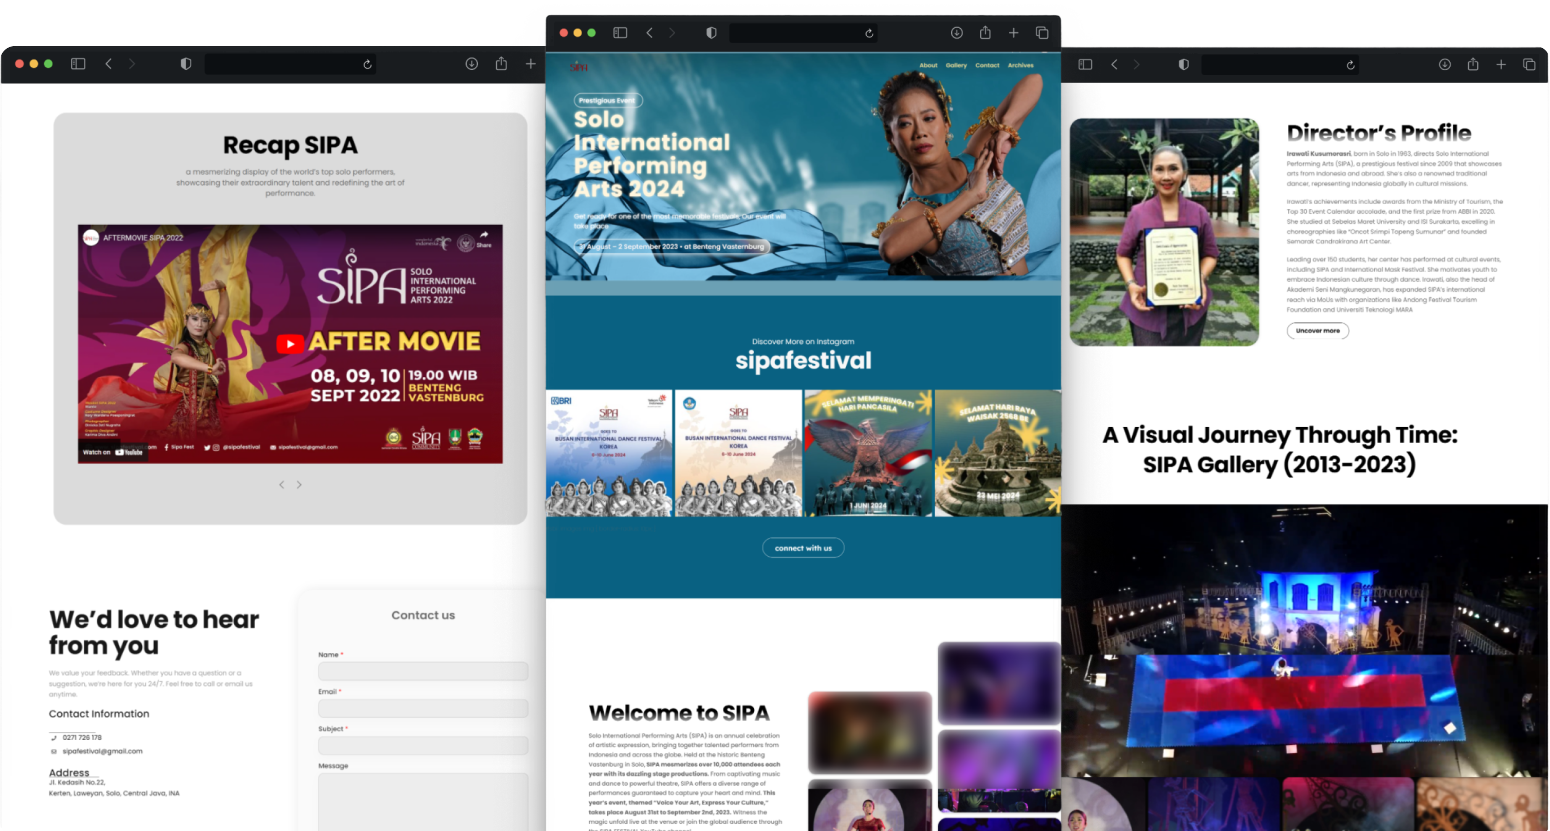 Recap SIPA
a mesmerizing display of the world's top solo performers,
showcasing their extraordinary talent and redefining the art of
performance.
AFTERMOVIE SIPA 2022
Share
SIPA
SOLO
INTERNATIONAL
PERFORMING
ARTS 2022
AFTER MOVIE
08, 09, 10
SEPT 2022
19.00 WIB
BENTENG
VASTENBURG
Sipa Fest
@sipafestival
sipafestival@gmail.com
SIPA
Watch on YouTube
We'd love to hear
from you
We value your feedback. Whether you have a question or a
suggestion, we're here for you 24/7. Feel free to call or email us
anytime.
Contact Information
0271 726 178
sipafestival@gmail.com
Address
Jl. Kedasih No.22,
Kerten, Laweyan, Solo, Central Java, INA
Contact us
Name *
Email *
Subject *
Message
SIPA
About
Gallery
Contact
Archives
Prestigious Event
Solo
International
Performing
Arts 2024
Get ready for one of the most memorable festivals. Our event will
take place
31 August – 2 September 2023 • at Benteng Vasternburg
Discover More on Instagram
sipafestival
BRI
SIPA
GOES TO
BUSAN INTERNATIONAL DANCE FESTIVAL
KOREA
6-10 June 2024
SIPA
GOES TO
BUSAN INTERNATIONAL DANCE FESTIVAL
KOREA
6-10 June 2024
SELAMAT MEMPERINGATI
HARI PANCASILA
1 JUNI 2024
SELAMAT HARI RAYA
WAISAK 2568 BE
23 MEI 2024
connect with us
Welcome to SIPA
Solo International Performing Arts (SIPA) is an annual celebration
of artistic expression, bringing together talented performers from
Indonesia and across the globe. Held at the historic Benteng
Vastenburg in Solo, SIPA mesmerizes over 10,000 attendees each
year with its dazzling stage productions. From captivating music
and dance to powerful theatre, SIPA offers a diverse range of
performances guaranteed to capture your heart and mind. This
year's event, themed "Voice Your Art, Express Your Culture,"
takes place August 31st to September 2nd, 2023. Witness the
magic unfold live at the venue or join the global audience through
Director's Profile
Irawati Kusumorasri, born in Solo in 1963, directs Solo International
Performing Arts (SIPA), a prestigious festival since 2009 that showcases
arts from Indonesia and abroad. She's also a renowned traditional
dancer, representing Indonesia globally in cultural missions.
Irawati's achievements include awards from the Ministry of Tourism, the
Top 30 Event Calendar accolade, and the first prize from ABBI in 2020.
She studied at Sebelas Maret University and ISI Surakarta, excelling in
choreographies like "Oncot Srimpi Topeng Sumunar" and founded
Semarak Candrakirana Art Center.
Leading over 150 students, her center has performed at cultural events,
including SIPA and International Mask Festival. She motivates youth to
embrace Indonesian culture through dance. Irawati, also the head of
Akademi Seni Mangkunegaran, has expanded SIPA's international
reach via MoUs with organizations like Andong Festival Tourism
Foundation and Universiti Teknologi MARA
Uncover more
A Visual Journey Through Time:
SIPA Gallery (2013-2023)